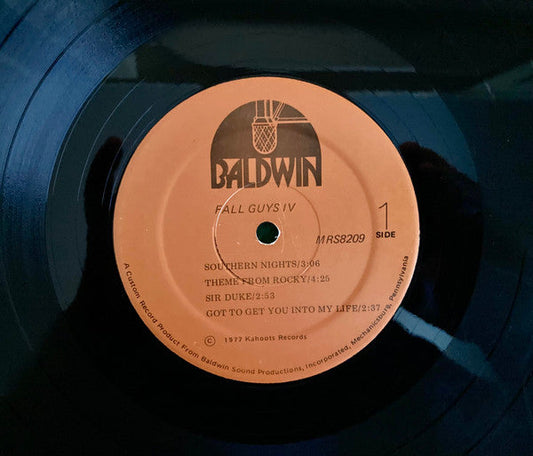 BALDWIN
FALL GUYS IV
MRS8209
1
SIDE
SOUTHERN NIGHTS/3:06
THEME FROM ROCKY/4:25
SIR DUKE/2:53
GOT TO GET YOU INTO MY LIFE/2:37
© 1977 Kahoots Records
A Custom Record Product From Baldwin Sound Productions, Incorporated, Mechanicsburg, Pennsylvania